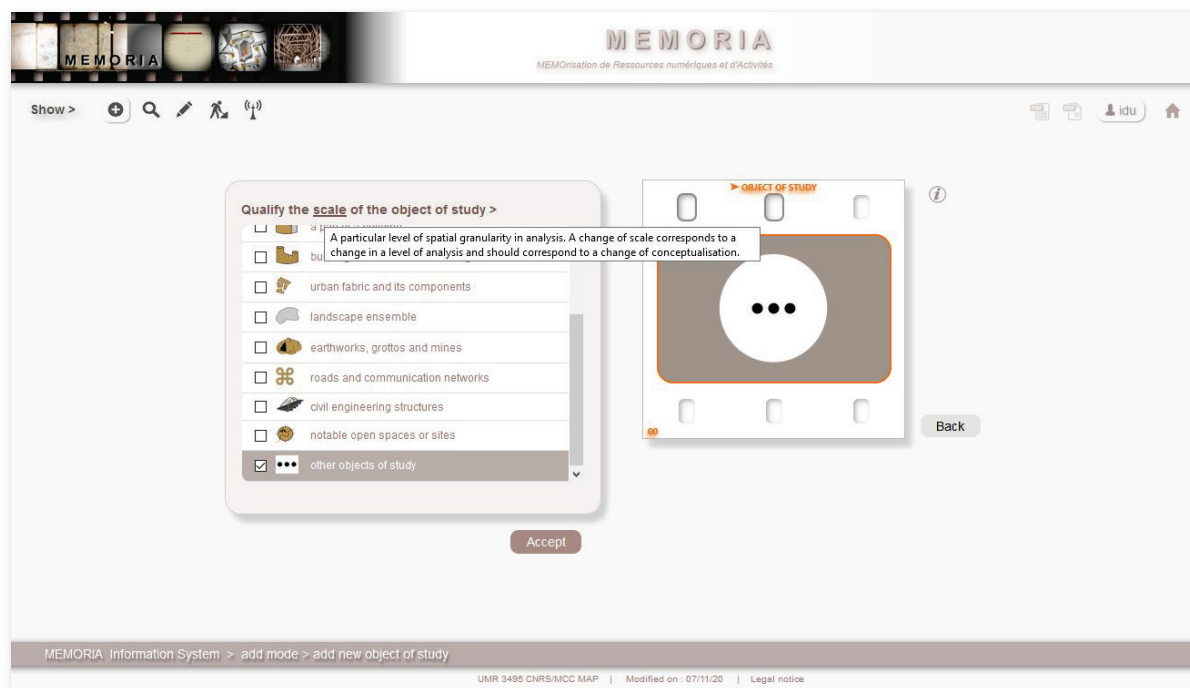 MEMORIA
MEMORIA
MEMOrisation de Ressources numériques et d'Activités
Show >
idu
OBJECT OF STUDY
Qualify the scale of the object of study >
A particular level of spatial granularity in analysis. A change of scale corresponds to a
change in a level of analysis and should correspond to a change of conceptualisation.
urban fabric and its components
landscape ensemble
earthworks, grottos and mines
roads and communication networks
civil engineering structures
notable open spaces or sites
other objects of study
GO
Back
Accept
MEMORIA Information System > add mode > add new object of study
UMR 3495 CNRS/MCC MAP | Modified on : 07/11/20 | Legal notice